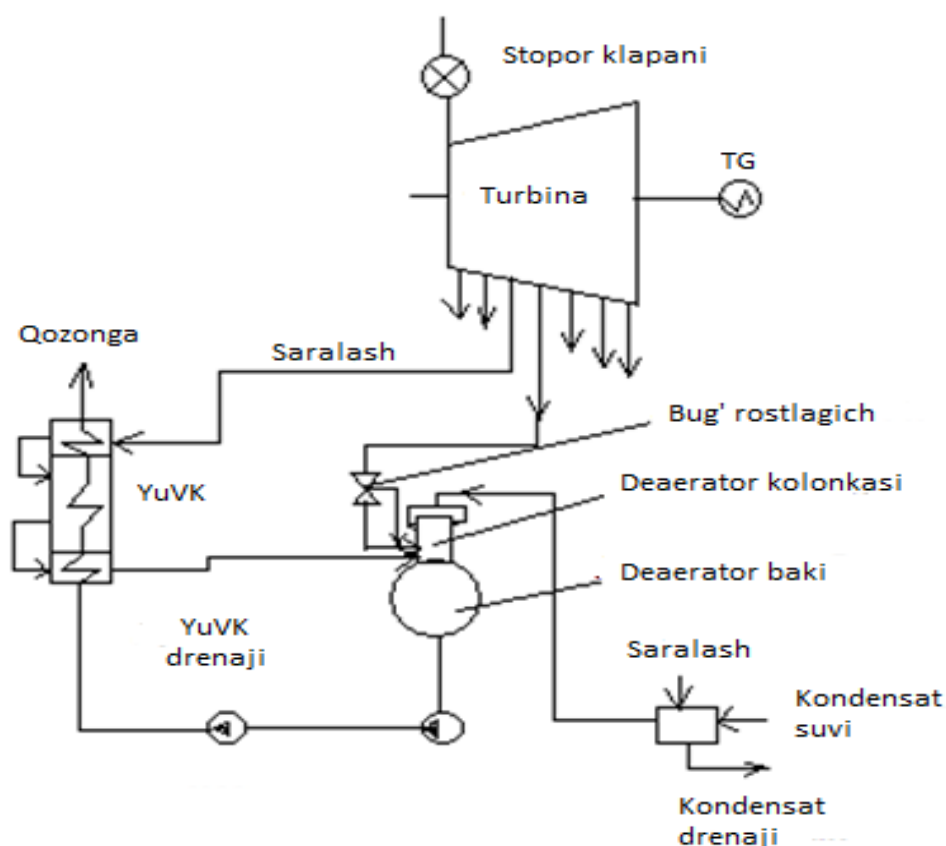 Stopor klapani
TG
Turbina
Qozonga
Saralash
Bug' rostlagich
YuVK
Deaerator kolonkasi
Deaerator baki
YuVK
drenaji
Saralash
Kondensat
suvi
Kondensat
drenaji